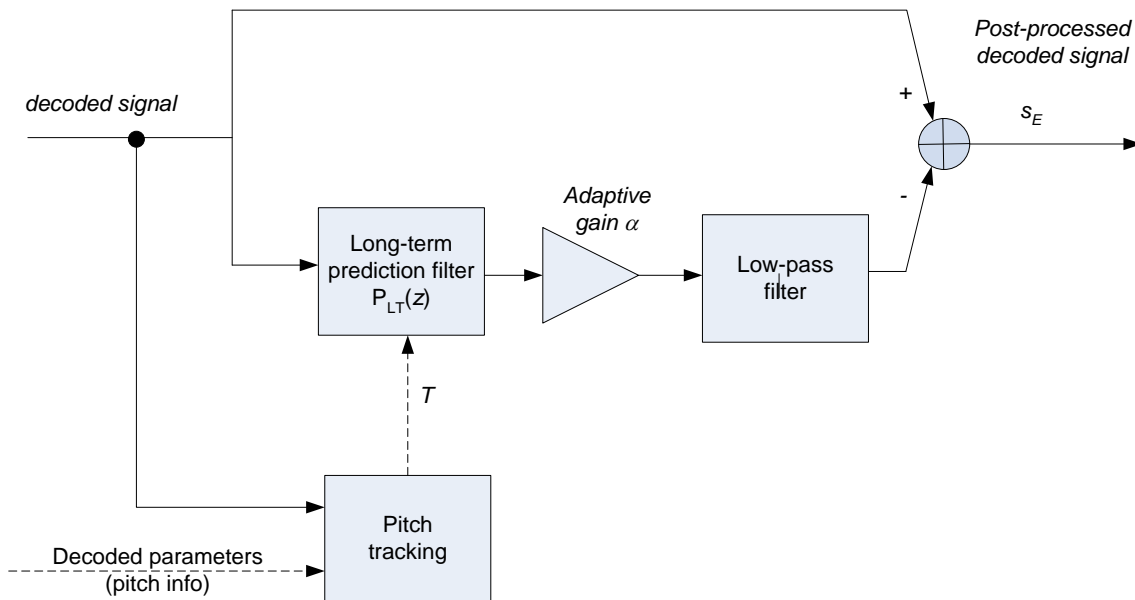 Post-processed
decoded signal
decoded signal
+
s_E
-
Adaptive
gain α
Long-term
prediction filter
P_LT(z)
Low-pass
filter
T
Pitch
tracking
Decoded parameters
(pitch info)